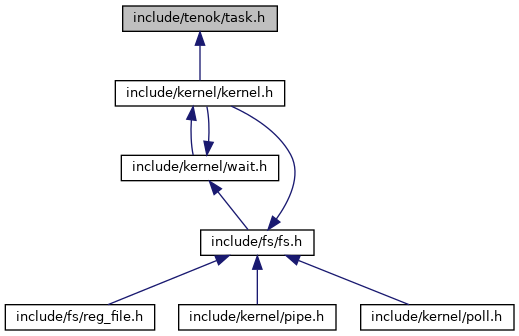 include/tenok/task.h
include/kernel/kernel.h
include/kernel/wait.h
include/fs/fs.h
include/fs/reg_file.h
include/kernel/pipe.h
include/kernel/poll.h